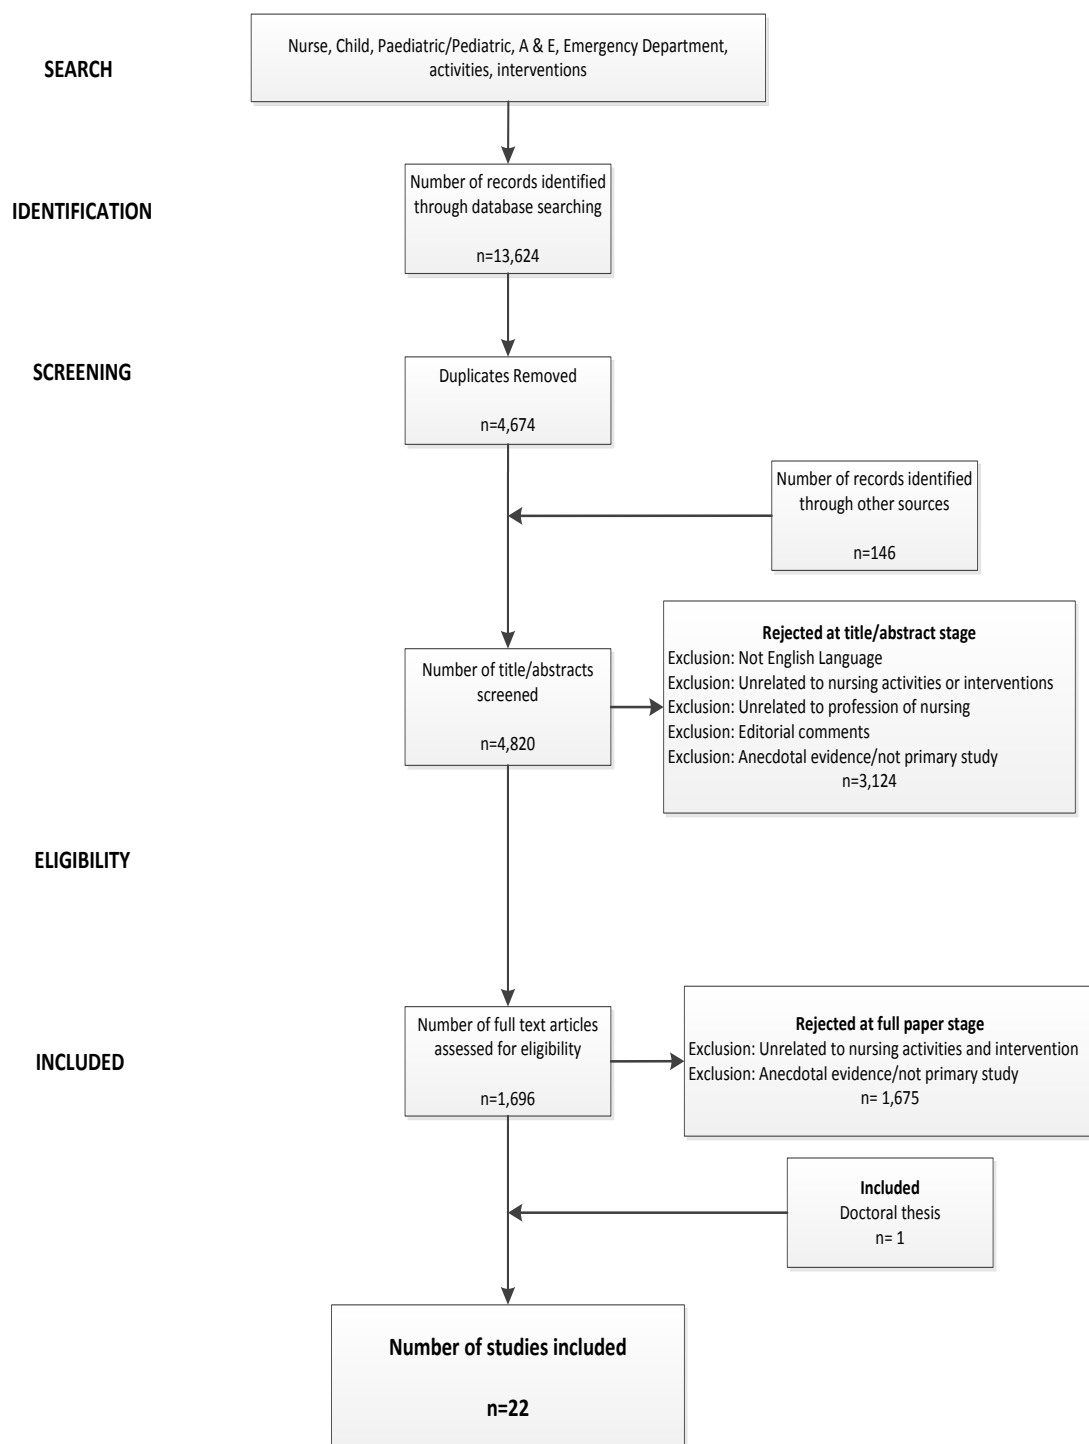 SEARCH
Nurse, Child, Paediatric/Pediatric, A & E, Emergency Department,
activities, interventions
IDENTIFICATION
Number of records identified
through database searching
n=13,624
SCREENING
Duplicates Removed
n=4,674
Number of records identified
through other sources
n=146
Number of title/abstracts
screened
n=4,820
Rejected at title/abstract stage
Exclusion: Not English Language
Exclusion: Unrelated to nursing activities or interventions
Exclusion: Unrelated to profession of nursing
Exclusion: Editorial comments
Exclusion: Anecdotal evidence/not primary study
n=3,124
ELIGIBILITY
INCLUDED
Number of full text articles
assessed for eligibility
n=1,696
Rejected at full paper stage
Exclusion: Unrelated to nursing activities and intervention
Exclusion: Anecdotal evidence/not primary study
n= 1,675
Included
Doctoral thesis
n= 1
Number of studies included
n=22